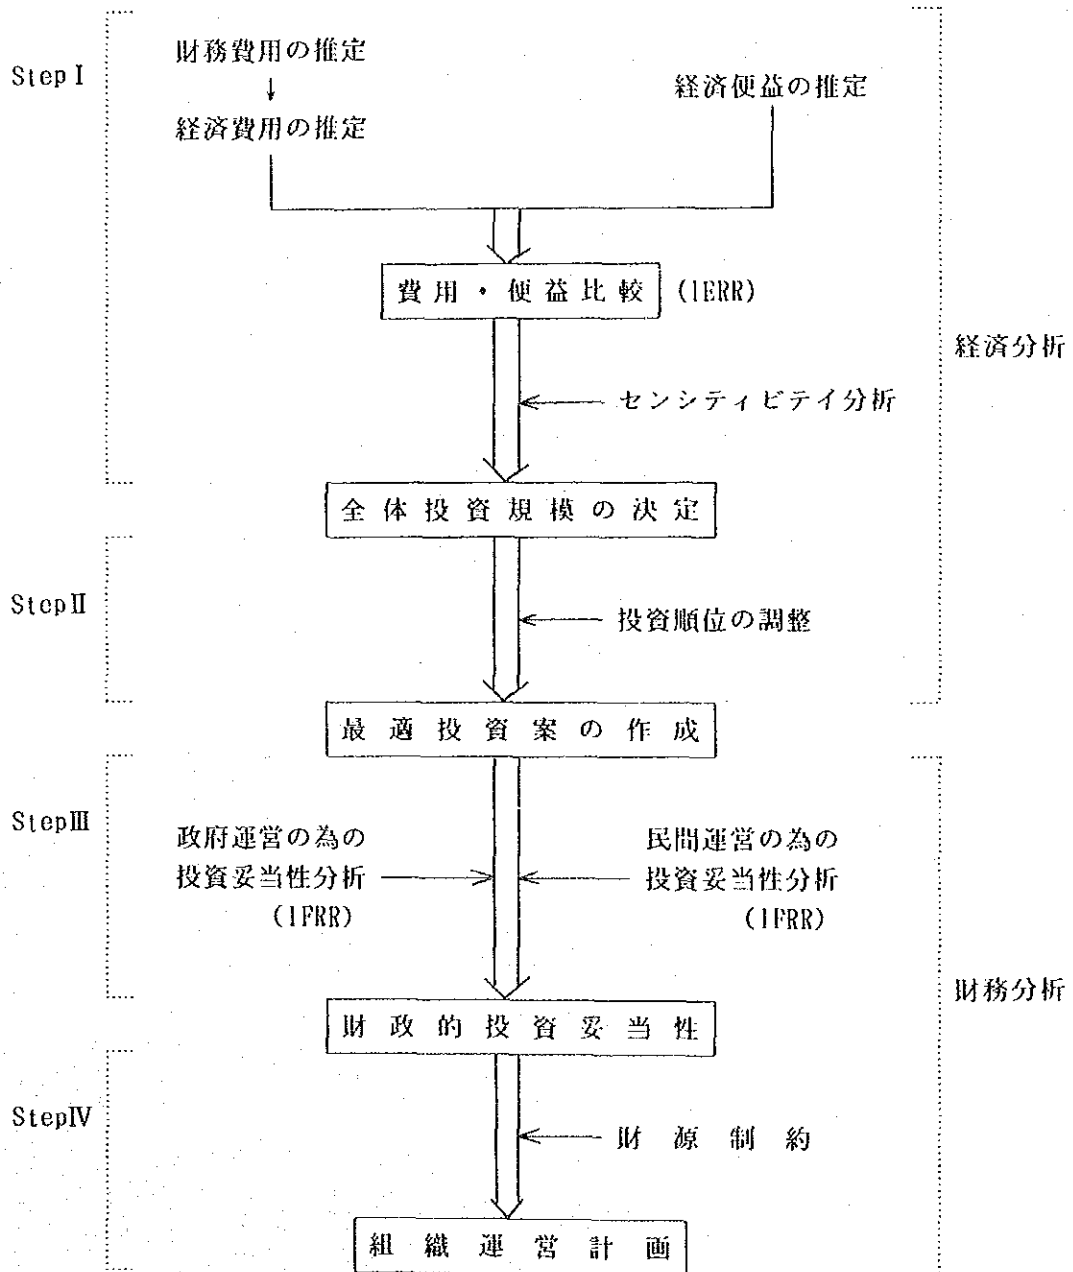 Step I
財務費用の推定
経済便益の推定
経済費用の推定
費用・便益比較 (IERR)
経済分析
センシティビテイ分析
全体投資規模の決定
Step II
投資順位の調整
最適投資案の作成
Step III
政府運営の為の
投資妥当性分析
(IFRR)
民間運営の為の
投資妥当性分析
(IFRR)
財務分析
財政的投資妥当性
Step IV
財源制約
組織運営計画